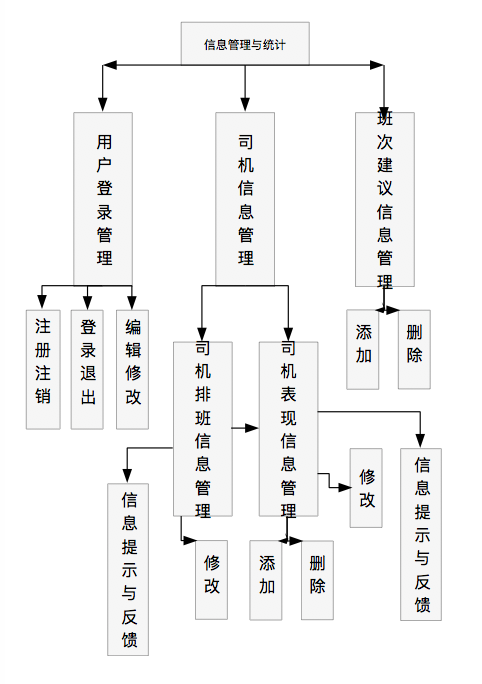 信息管理与统计
用户登录管理
司机信息管理
班次建议信息管理
注册注销
登录退出
编辑修改
添加
删除
司机排班信息管理
司机表现信息管理
修改
信息提示与反馈
信息提示与反馈
修改
添加
删除